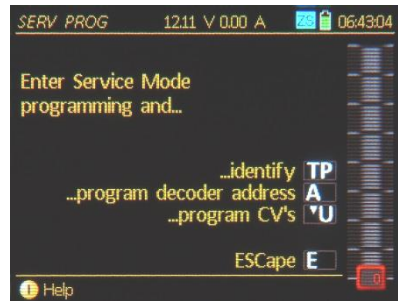 SERV PROG 12.11 V 0.00 A ZS 06:43:04
Enter Service Mode
programming and...
...identify TP
...program decoder address A
...program CV's ▼U
ESCape E
0
! Help